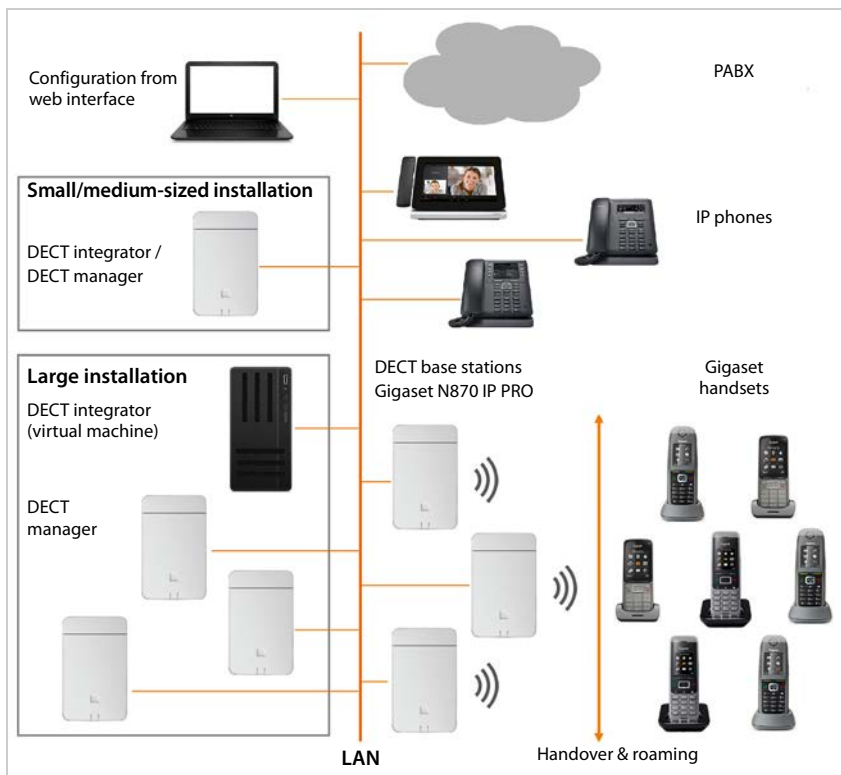 Configuration from
web interface
PABX
Small/medium-sized installation
DECT integrator /
DECT manager
IP phones
Large installation
DECT integrator
(virtual machine)
DECT
manager
DECT base stations
Gigaset N870 IP PRO
Gigaset
handsets
LAN
Handover & roaming